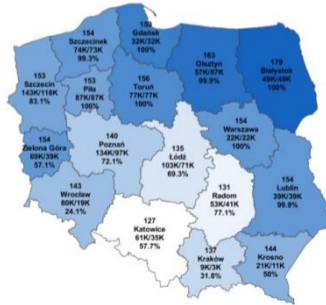 159
Gdańsk
32K/32K
100%
154
Szczecinek
74K/73K
99.3%
163
Olsztyn
57K/57K
99.9%
179
Białystok
49K/49K
100%
153
Szczecin
143K/118K
83.1%
153
Piła
87K/87K
100%
156
Toruń
77K/77K
100%
154
Warszawa
22K/22K
100%
154
Zielona Góra
69K/39K
57.1%
140
Poznań
134K/97K
72.1%
135
Łódź
103K/71K
69.3%
143
Wrocław
80K/19K
24.1%
131
Radom
53K/41K
77.1%
154
Lublin
39K/39K
99.9%
127
Katowice
61K/35K
57.7%
137
Kraków
9K/3K
31.8%
144
Krosno
21K/11K
50%